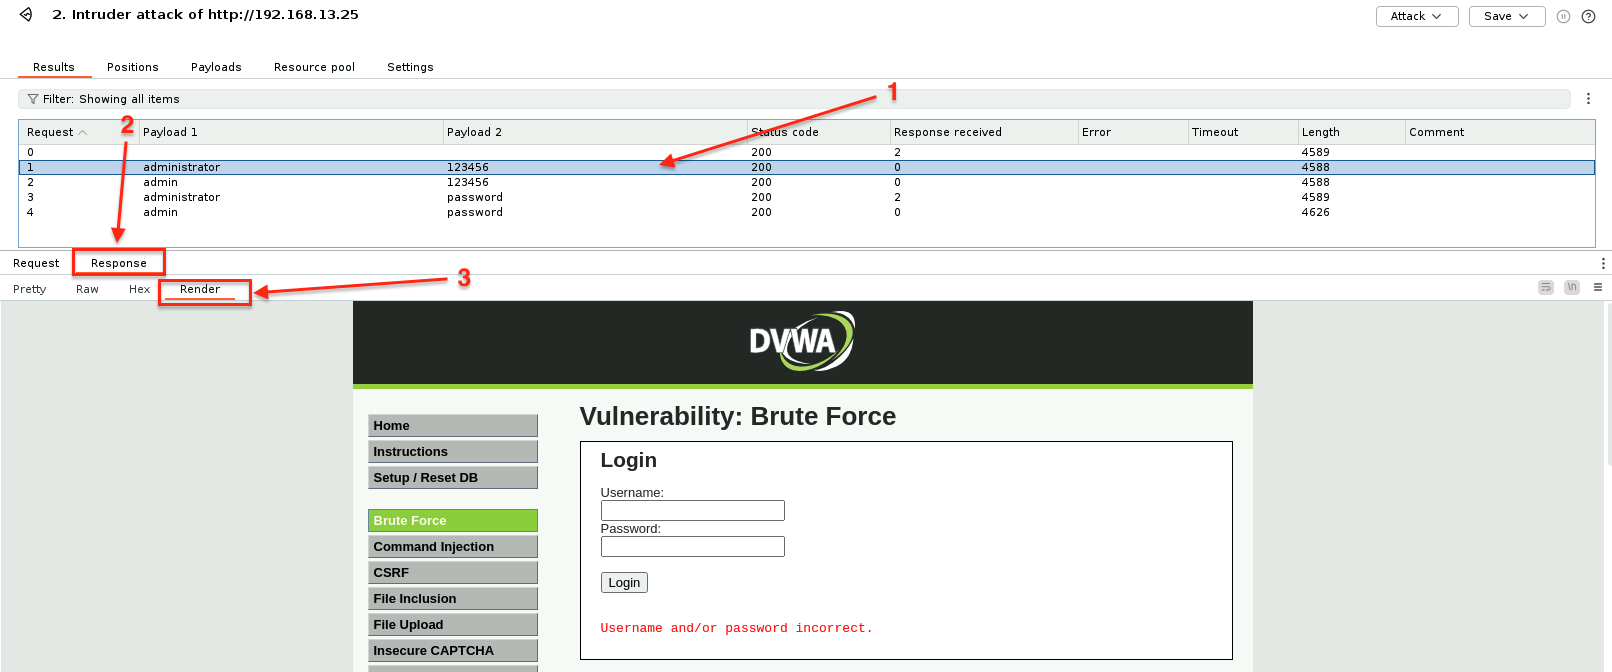 2. Intruder attack of http://192.168.13.25
Attack Save
Results Positions Payloads Resource pool Settings
Filter: Showing all items
1
2
Request Payload 1 Payload 2 Status code Response received Error Timeout Length Comment
0 200 2 4589
1 administrator 123456 200 0 4588
2 admin 123456 200 0 4588
3 administrator password 200 2 4589
4 admin password 200 0 4626
Request Response
3
Pretty Raw Hex Render \n
DVWA
Vulnerability: Brute Force
Home
Instructions
Setup / Reset DB
Brute Force
Command Injection
CSRF
File Inclusion
File Upload
Insecure CAPTCHA
Login
Username:
Password:
Login
Username and/or password incorrect.